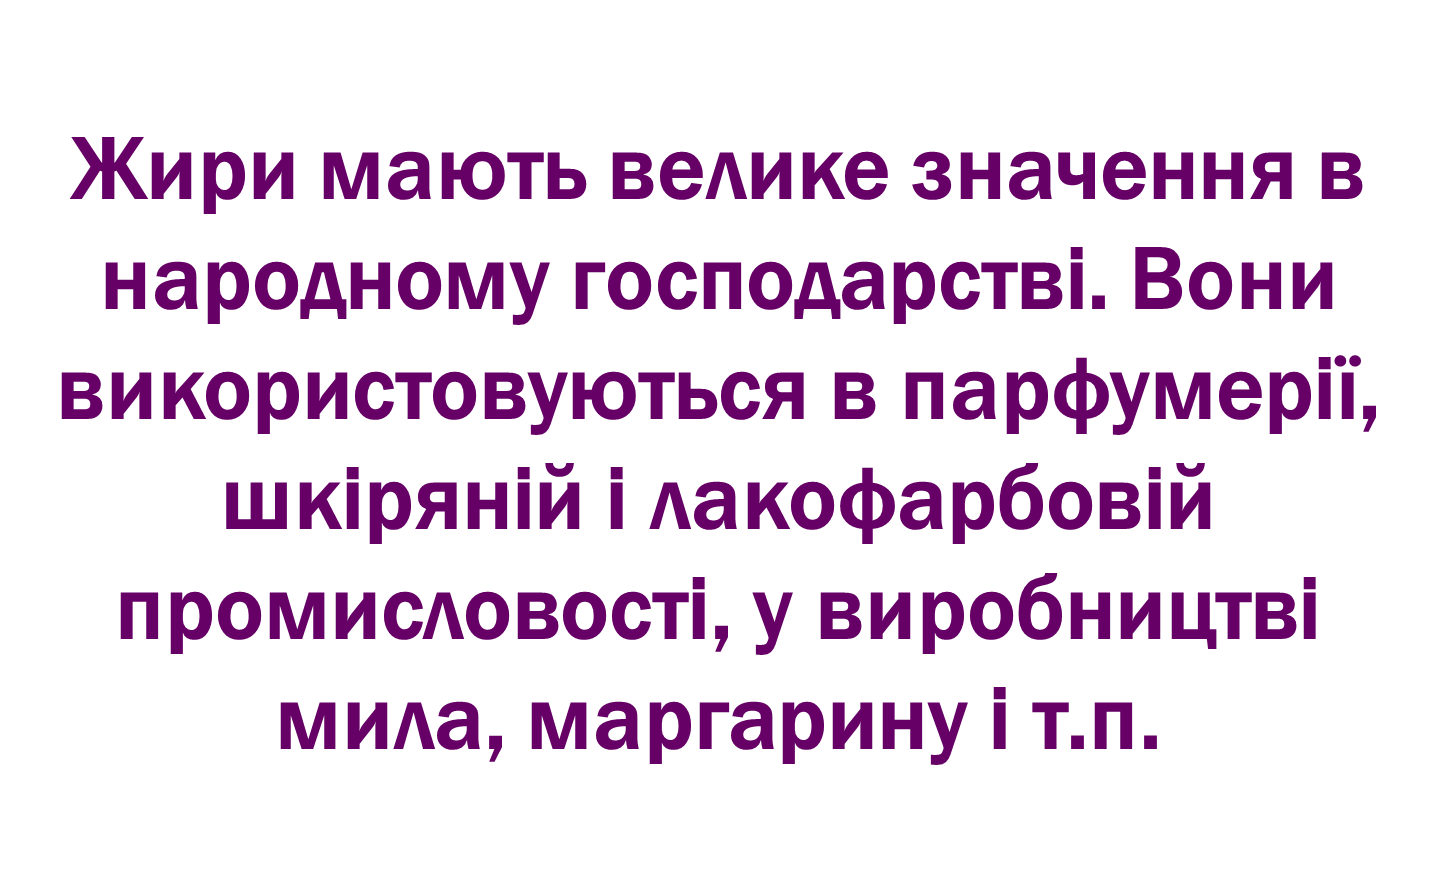 Жири мають велике значення в
народному господарстві. Вони
використовуються в парфумерії,
шкіряній і лакофарбовій
промисловості, у виробництві
мила, маргарину і т.п.